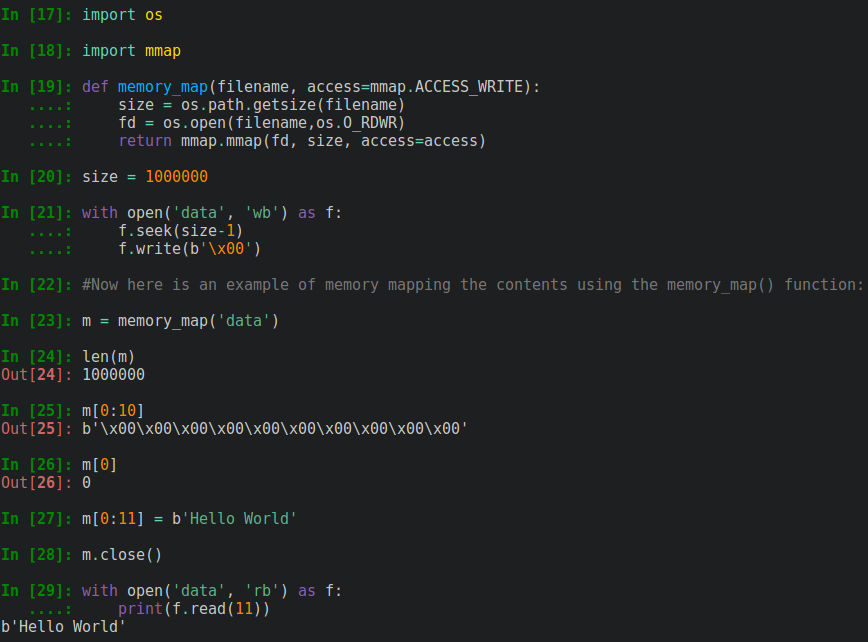 In [17]: import os
In [18]: import mmap
In [19]: def memory_map(filename, access=mmap.ACCESS_WRITE):
   ....:     size = os.path.getsize(filename)
   ....:     fd = os.open(filename,os.O_RDWR)
   ....:     return mmap.mmap(fd, size, access=access)
In [20]: size = 1000000
In [21]: with open('data', 'wb') as f:
   ....:     f.seek(size-1)
   ....:     f.write(b'\x00')
In [22]: #Now here is an example of memory mapping the contents using the memory_map() function:
In [23]: m = memory_map('data')
In [24]: len(m)
Out[24]: 1000000
In [25]: m[0:10]
Out[25]: b'\x00\x00\x00\x00\x00\x00\x00\x00\x00\x00'
In [26]: m[0]
Out[26]: 0
In [27]: m[0:11] = b'Hello World'
In [28]: m.close()
In [29]: with open('data', 'rb') as f:
   ....:     print(f.read(11))
b'Hello World'